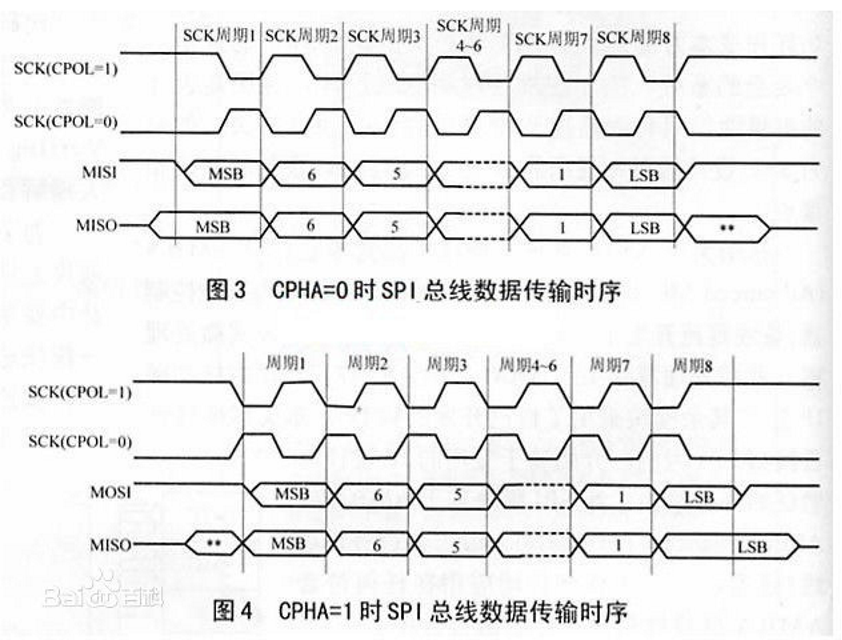 SCK周期1 SCK周期2 SCK周期3 SCK周期 4~6 SCK周期7 SCK周期8
SCK(CPOL=1)
SCK(CPOL=0)
MISI MSB 6 5 1 LSB
MISO MSB 6 5 1 LSB **
图3 CPHA=0时SPI总线数据传输时序
周期1 周期2 周期3 周期4~6 周期7 周期8
SCK(CPOL=1)
SCK(CPOL=0)
MOSI MSB 6 5 1 LSB
MISO ** MSB 6 5 1 LSB
Bai百科
图4 CPHA=1时SPI总线数据传输时序